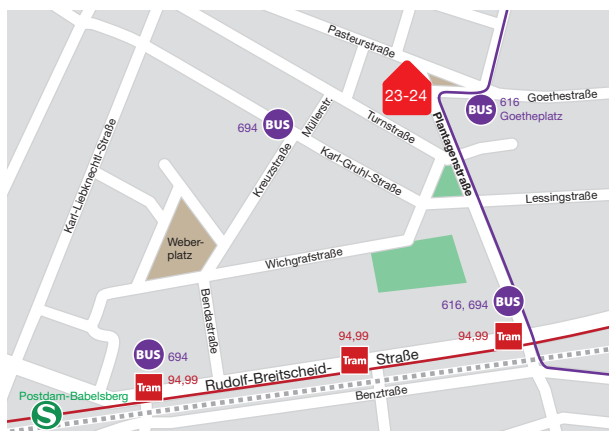 Pasteurstraße
23-24
616
Goetheplatz
Goethestraße
Plantagenstraße
Turnstraße
Müllerstr.
694
BUS
BUS
Karl-Gruhl-Straße
Kreuzstraße
Karl-Liebknechtl-Straße
Lessingstraße
Weber-
platz
Wichgrafstraße
Bendastraße
616, 694
BUS
94,99
Tram
94,99
Tram
BUS
694
Tram
94,99
Rudolf-Breitscheid-
Straße
Benzstraße
Postdam-Babelsberg
S